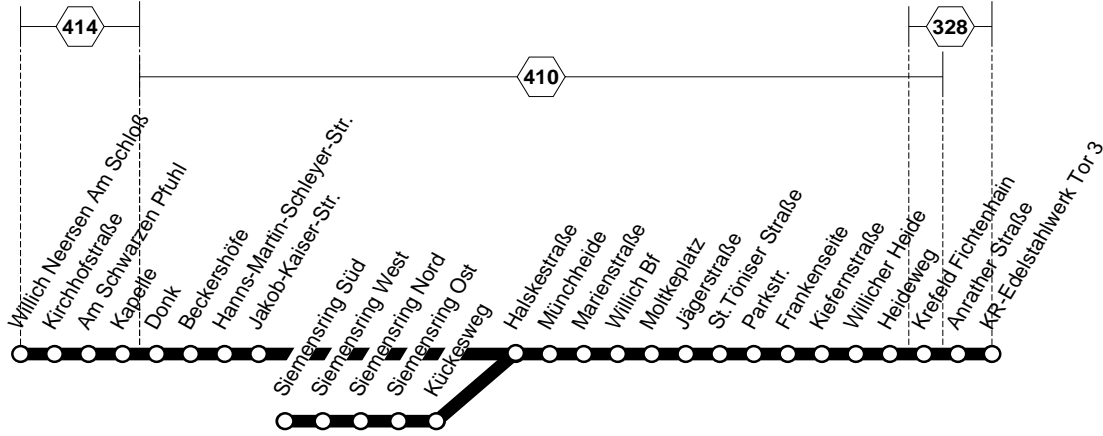 414
328
410
Willich Neersen Am Schloß
Kirchhofstraße
Am Schwarzen Pfuhl
Kapelle
Donk
Beckershöfe
Hanns-Martin-Schleyer-Str.
Jakob-Kaiser-Str.
Siemensring Süd
Siemensring West
Siemensring Nord
Siemensring Ost
Kückesweg
Halskestraße
Münchheide
Marienstraße
Willich Bf
Moltkeplatz
Jägerstraße
St.Töniser Straße
Parkstr.
Frankenseite
Kiefernstraße
Willicher Heide
Heideweg
Krefeld Fichtenhain
Anrather Straße
KR-Edelstahlwerk Tor 3